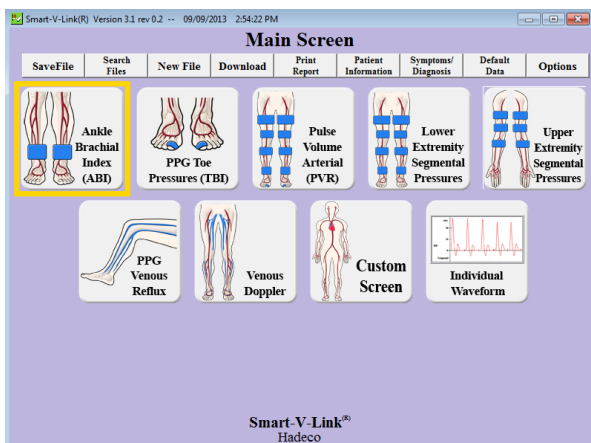 Smart-V-Link(R) Version 3.1 rev 0.2 -- 09/09/2013 2:54:22 PM
Main Screen
SaveFile
Search
Files
New File
Download
Print
Report
Patient
Information
Symptoms/
Diagnosis
Default
Data
Options
Ankle
Brachial
Index
(ABI)
PPG Toe
Pressures (TBI)
Pulse
Volume
Arterial
(PVR)
Lower
Extremity
Segmental
Pressures
Upper
Extremity
Segmental
Pressures
PPG
Venous
Reflux
Venous
Doppler
Custom
Screen
Individual
Waveform
Smart-V-Link(R)
Hadeco